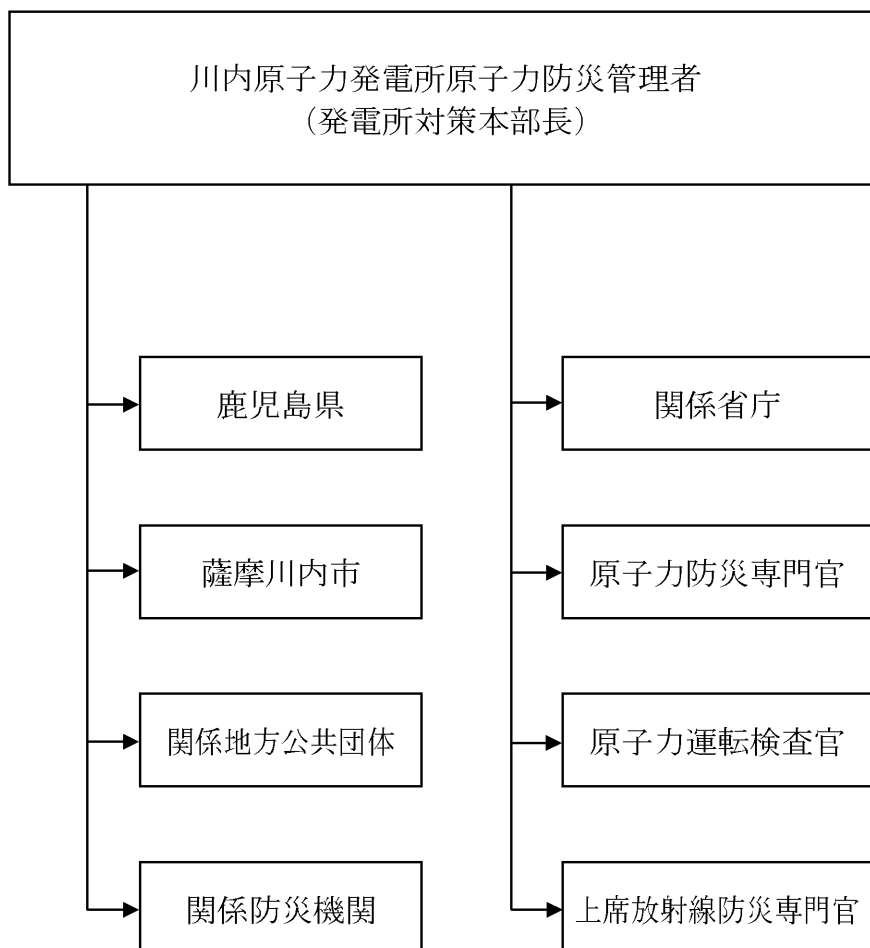 川内原子力発電所原子力防災管理者
（発電所対策本部長）
鹿児島県
関係省庁
薩摩川内市
原子力防災専門官
関係地方公共団体
原子力運転検査官
関係防災機関
上席放射線防災専門官